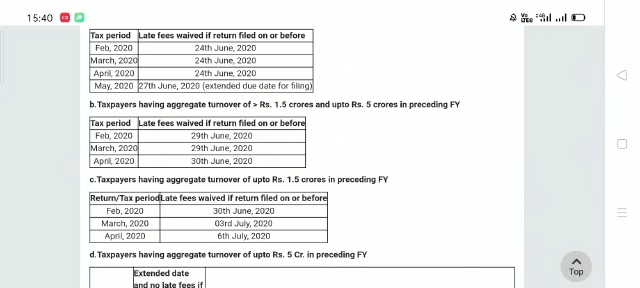 15:40
Tax period Late fees waived if return filed on or before
Feb, 2020 24th June, 2020
March, 2020 24th June, 2020
April, 2020 24th June, 2020
May, 2020 27th June, 2020 (extended due date for filing)
b.Taxpayers having aggregate turnover of > Rs. 1.5 crores and upto Rs. 5 crores in preceding FY
Tax period Late fees waived if return filed on or before
Feb, 2020 29th June, 2020
March, 2020 29th June, 2020
April, 2020 30th June, 2020
c.Taxpayers having aggregate turnover of upto Rs. 1.5 crores in preceding FY
Return/Tax period Late fees waived if return filed on or before
Feb, 2020 30th June, 2020
March, 2020 03rd July, 2020
April, 2020 6th July, 2020
d.Taxpayers having aggregate turnover of upto Rs. 5 Cr. in preceding FY
Extended date
and no late fees if
Top